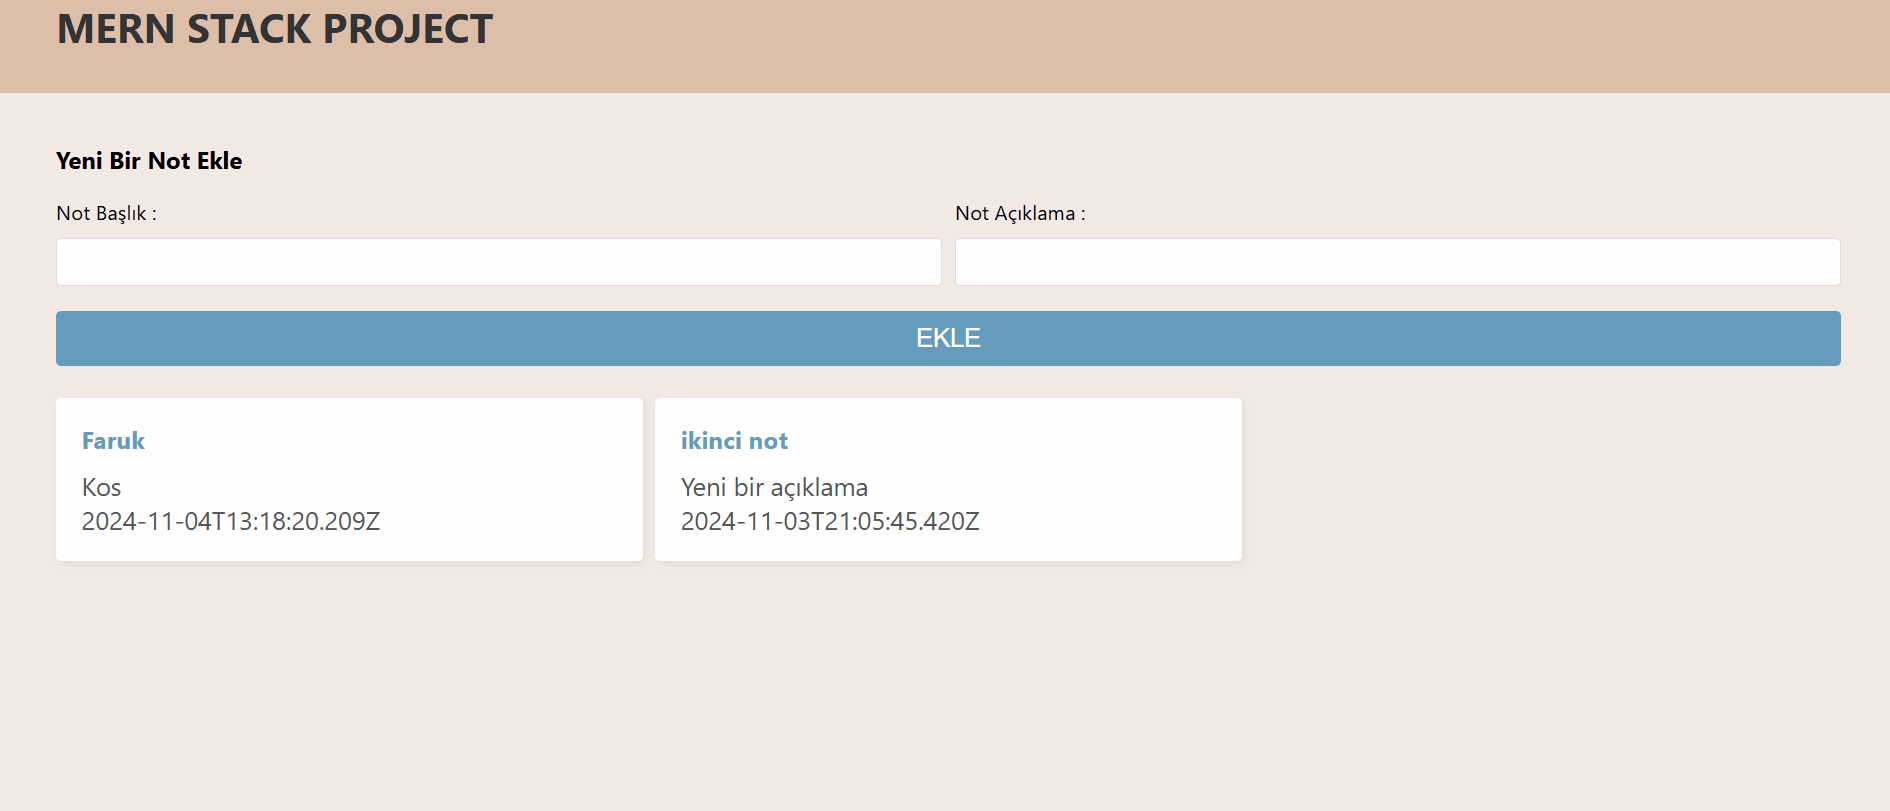 MERN STACK PROJECT
Yeni Bir Not Ekle
Not Başlık :
Not Açıklama :
EKLE
Faruk
Kos
2024-11-04T13:18:20.209Z
ikinci not
Yeni bir açıklama
2024-11-03T21:05:45.420Z